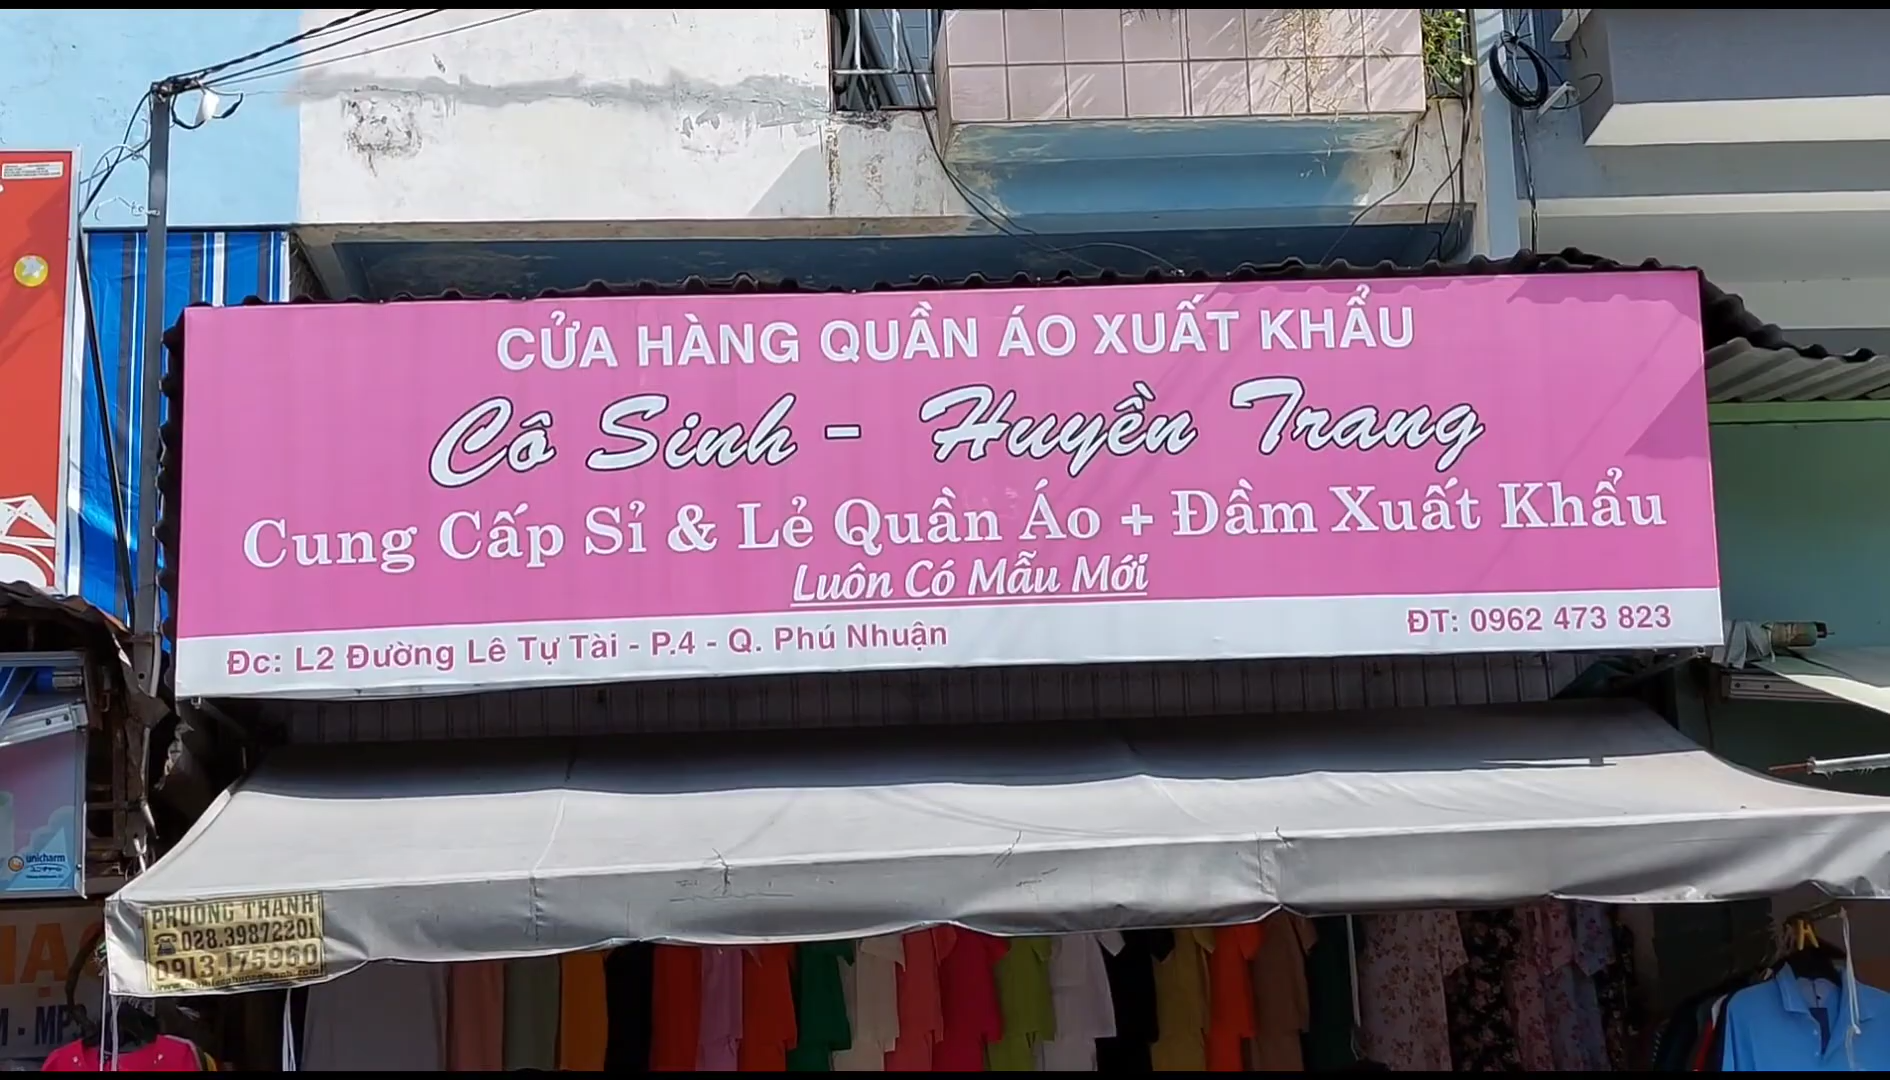 CỬA HÀNG QUẦN ÁO XUẤT KHẨU
Cô Sinh - Huyền Trang
Cung Cấp Sỉ & Lẻ Quần Áo + Đầm Xuất Khẩu
Luôn Có Mẫu Mới
Đc: L2 Đường Lê Tự Tài - P.4 - Q. Phú Nhuận
ĐT: 0962 473 823
unicharm
PHƯƠNG THANH
028.39872201
0913.175960